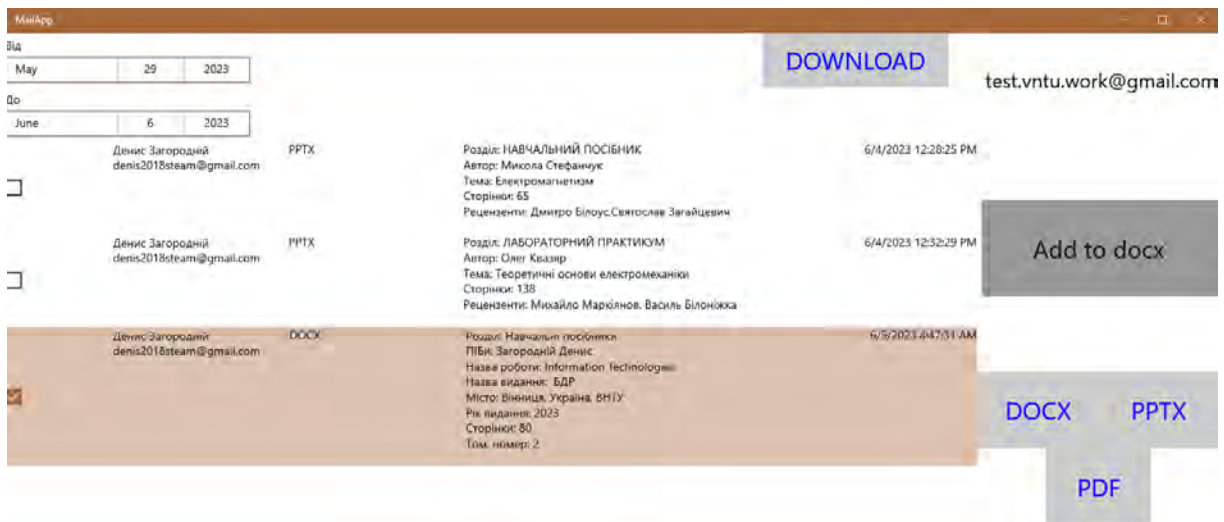 MailApp
Від
May 29 2023
DOWNLOAD
test.vntu.work@gmail.com
До
June 6 2023
Денис Загородній
denis2018steam@gmail.com
PPTX
Розділ: НАВЧАЛЬНИЙ ПОСІБНИК
Автор: Микола Стефанчук
Тема: Електромагнетизм
Сторінки: 65
Рецензенти: Дмитро Білоус,Святослав Загайцевич
6/4/2023 12:28:25 PM
Денис Загородній
denis2018steam@gmail.com
PPTX
Розділ: ЛАБОРАТОРНИЙ ПРАКТИКУМ
Автор: Олег Квазяр
Тема: Теоретичні основи електромеханіки
Сторінки: 138
Рецензенти: Михайло Маркіянов, Василь Білоніжка
6/4/2023 12:32:29 PM
Add to docx
Денис Загородній
denis2018steam@gmail.com
DOCX
Розділ: Навчальні посібники
ПІБи: Загородній Денис
Назва роботи: Information Technologies
Назва видання: БДР
Місто: Вінниця, Україна, ВНТУ
Рік видання: 2023
Сторінки: 80
Том, номер: 2
6/5/2023 4:47:31 AM
DOCX PPTX
PDF